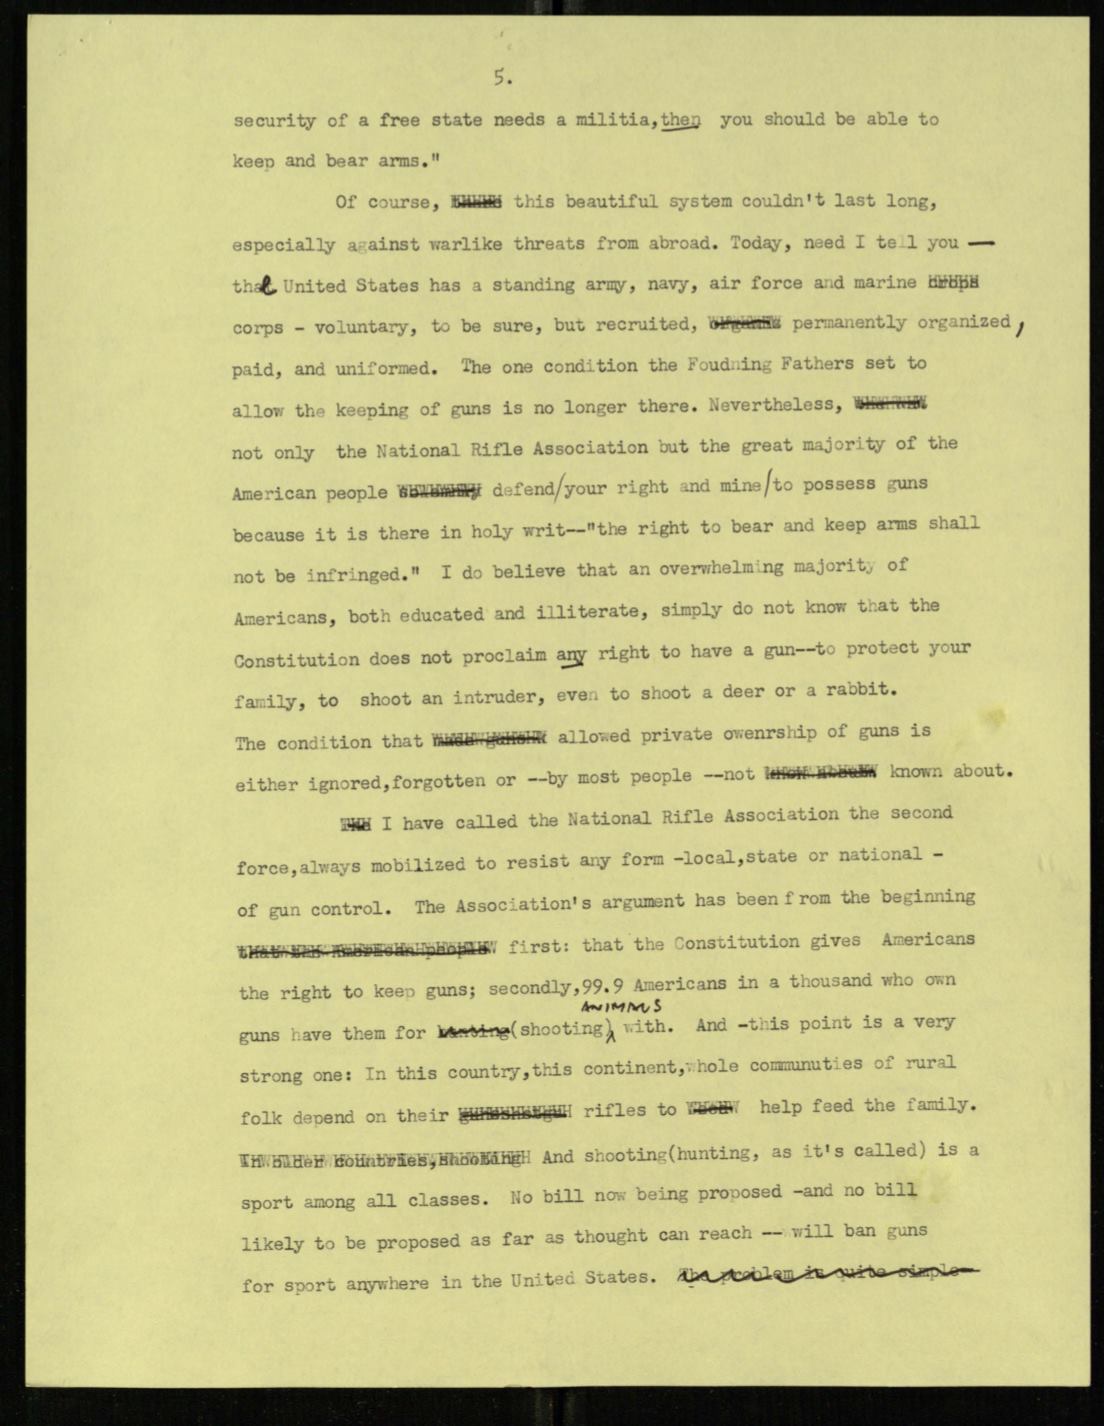 5.
security of a free state needs a militia,then you should be able to
keep and bear arms."
Of course, this beautiful system couldn't last long,
especially against warlike threats from abroad. Today, need I tell you —
that United States has a standing army, navy, air force and marine
corps - voluntary, to be sure, but recruited, permanently organized,
paid, and uniformed. The one condition the Foudning Fathers set to
allow the keeping of guns is no longer there. Nevertheless,
not only the National Rifle Association but the great majority of the
American people defend/your right and mine/to possess guns
because it is there in holy writ--"the right to bear and keep arms shall
not be infringed." I do believe that an overwhelming majority of
Americans, both educated and illiterate, simply do not know that the
Constitution does not proclaim any right to have a gun--to protect your
family, to shoot an intruder, even to shoot a deer or a rabbit.
The condition that allowed private owenrship of guns is
either ignored,forgotten or --by most people --not known about.
I have called the National Rifle Association the second
force,always mobilized to resist any form -local,state or national -
of gun control. The Association's argument has been from the beginning
that the American people first: that the Constitution gives Americans
the right to keep guns; secondly,99.9 Americans in a thousand who own
ANIMALS
guns have them for hunting(shooting) with. And -this point is a very
strong one: In this country,this continent,whole communuties of rural
folk depend on their rifles to help feed the family.
In older countries,shooting And shooting(hunting, as it's called) is a
sport among all classes. No bill now being proposed -and no bill
likely to be proposed as far as thought can reach -- will ban guns
for sport anywhere in the United States. The problem is quite simple